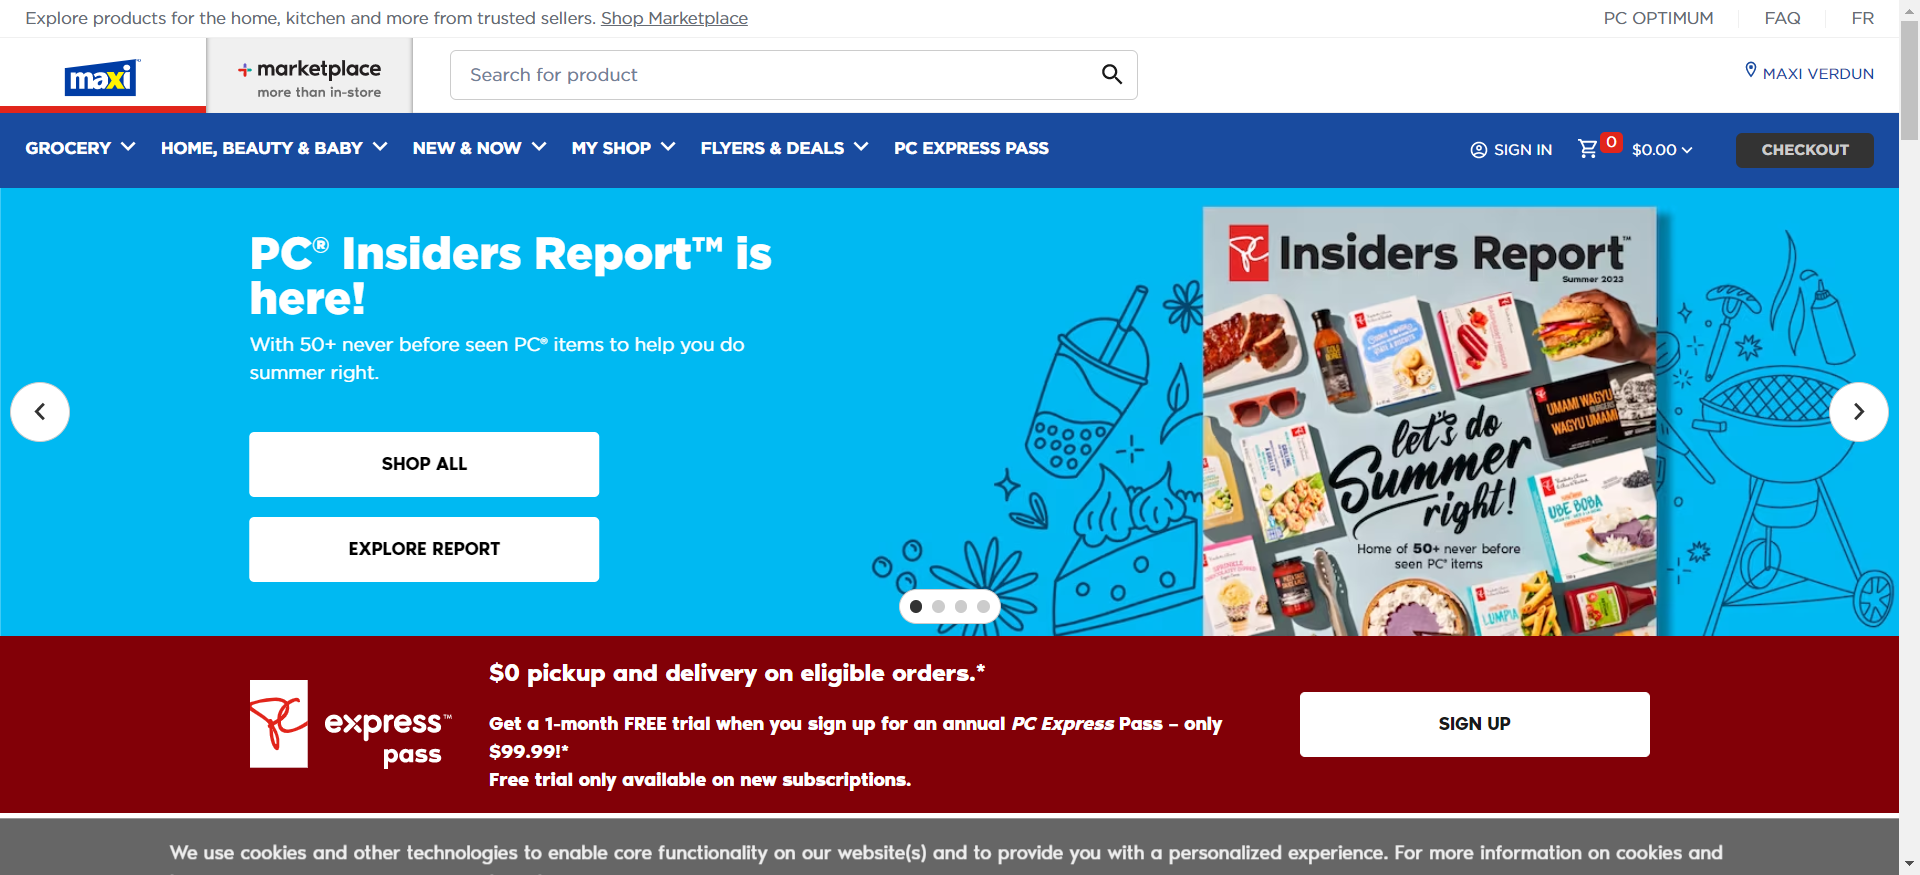 Explore products for the home, kitchen and more from trusted sellers. Shop Marketplace
PC OPTIMUM
FAQ
FR
maxi
marketplace
more than in-store
Search for product
MAXI VERDUN
GROCERY
HOME, BEAUTY & BABY
NEW & NOW
MY SHOP
FLYERS & DEALS
PC EXPRESS PASS
SIGN IN
0
$0.00
CHECKOUT
PC® Insiders Report™ is
here!
With 50+ never before seen PC® items to help you do
summer right.
SHOP ALL
EXPLORE REPORT
PC Insiders Report™
Summer 2023
UMAMI WAGYU
BURGERS
WAGYU UMAMI
let's do
Summer
right!
UBE BOBA
Home of 50+ never before
seen PC® items
SPRINKLE
LUMPIA
PC express™
pass
$0 pickup and delivery on eligible orders.*
Get a 1-month FREE trial when you sign up for an annual PC Express Pass – only
$99.99!*
Free trial only available on new subscriptions.
SIGN UP
We use cookies and other technologies to enable core functionality on our website(s) and to provide you with a personalized experience. For more information on cookies and